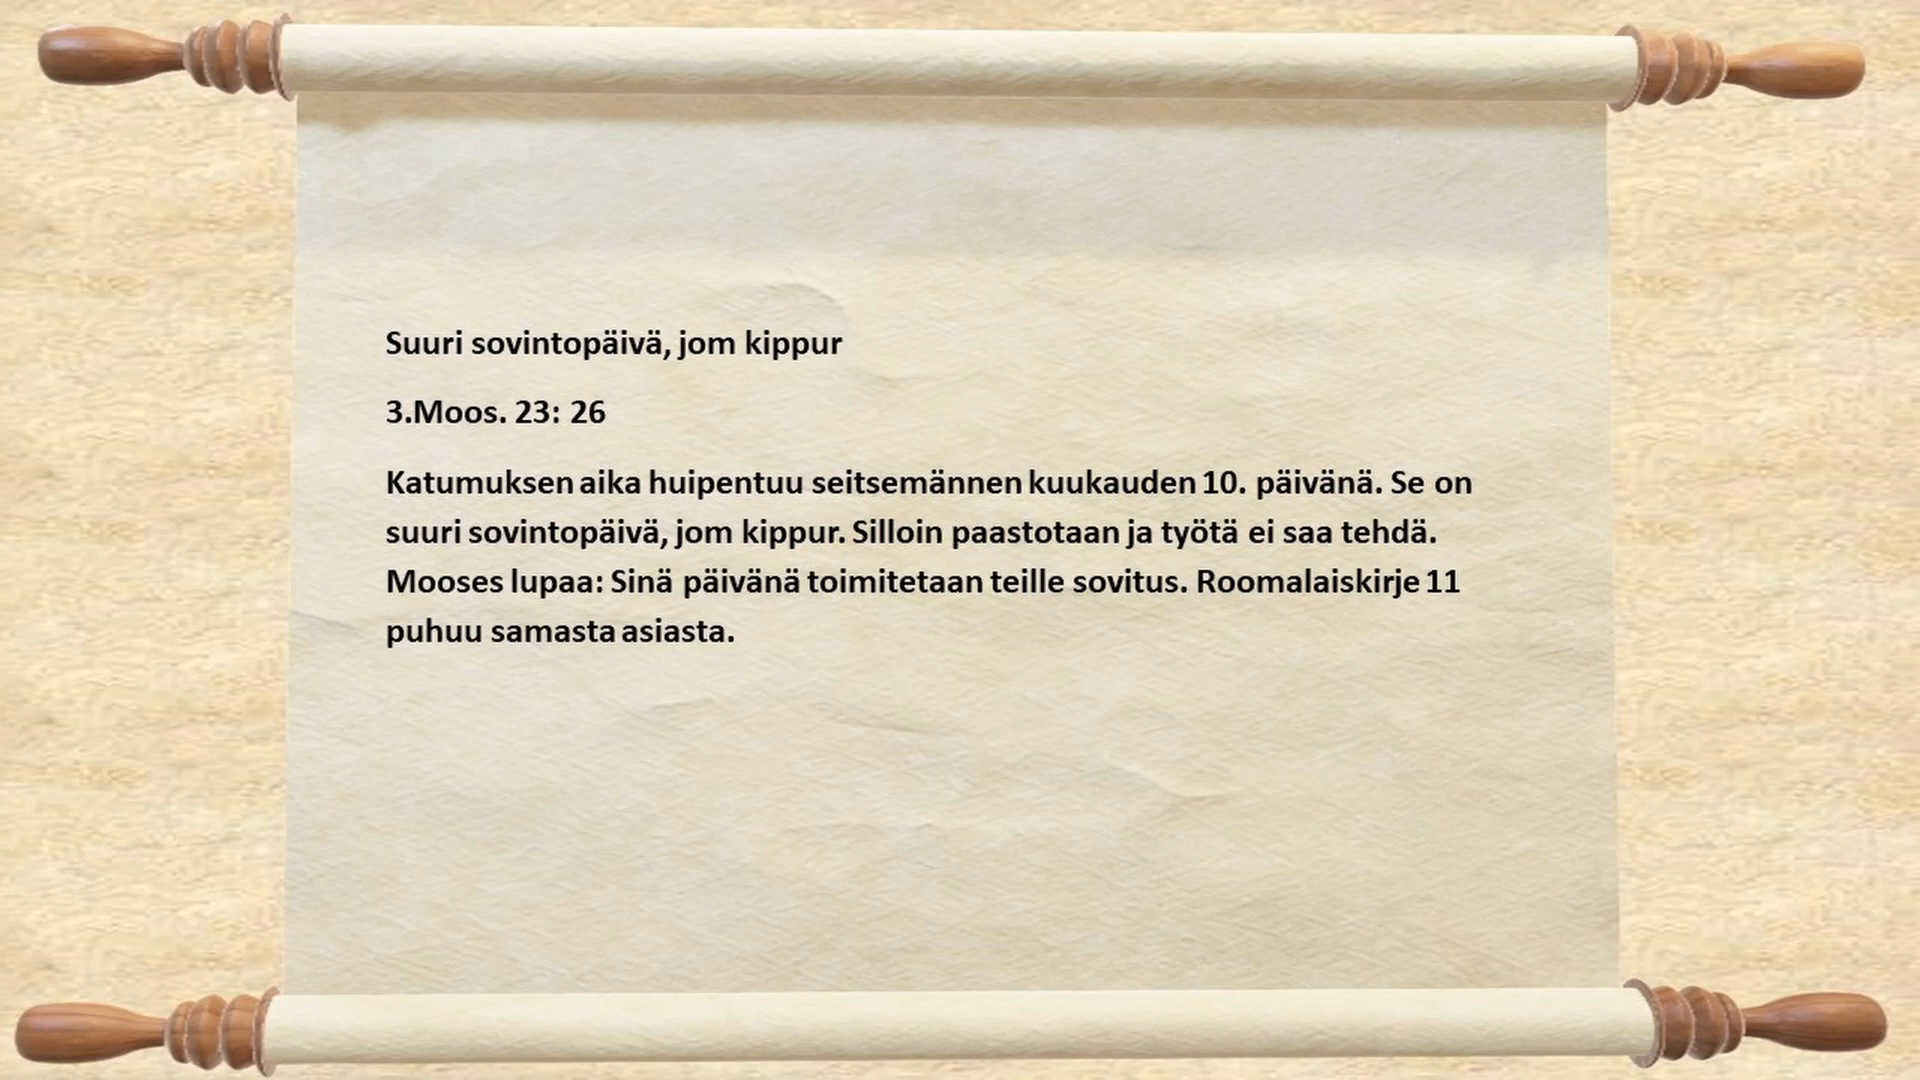 Suuri sovintopäivä, jom kippur
3.Moos. 23: 26
Katumuksen aika huipentuu seitsemännen kuukauden 10. päivänä. Se on
suuri sovintopäivä, jom kippur. Silloin paastotaan ja työtä ei saa tehdä.
Mooses lupaa: Sinä päivänä toimitetaan teille sovitus. Roomalaiskirje 11
puhuu samasta asiasta.